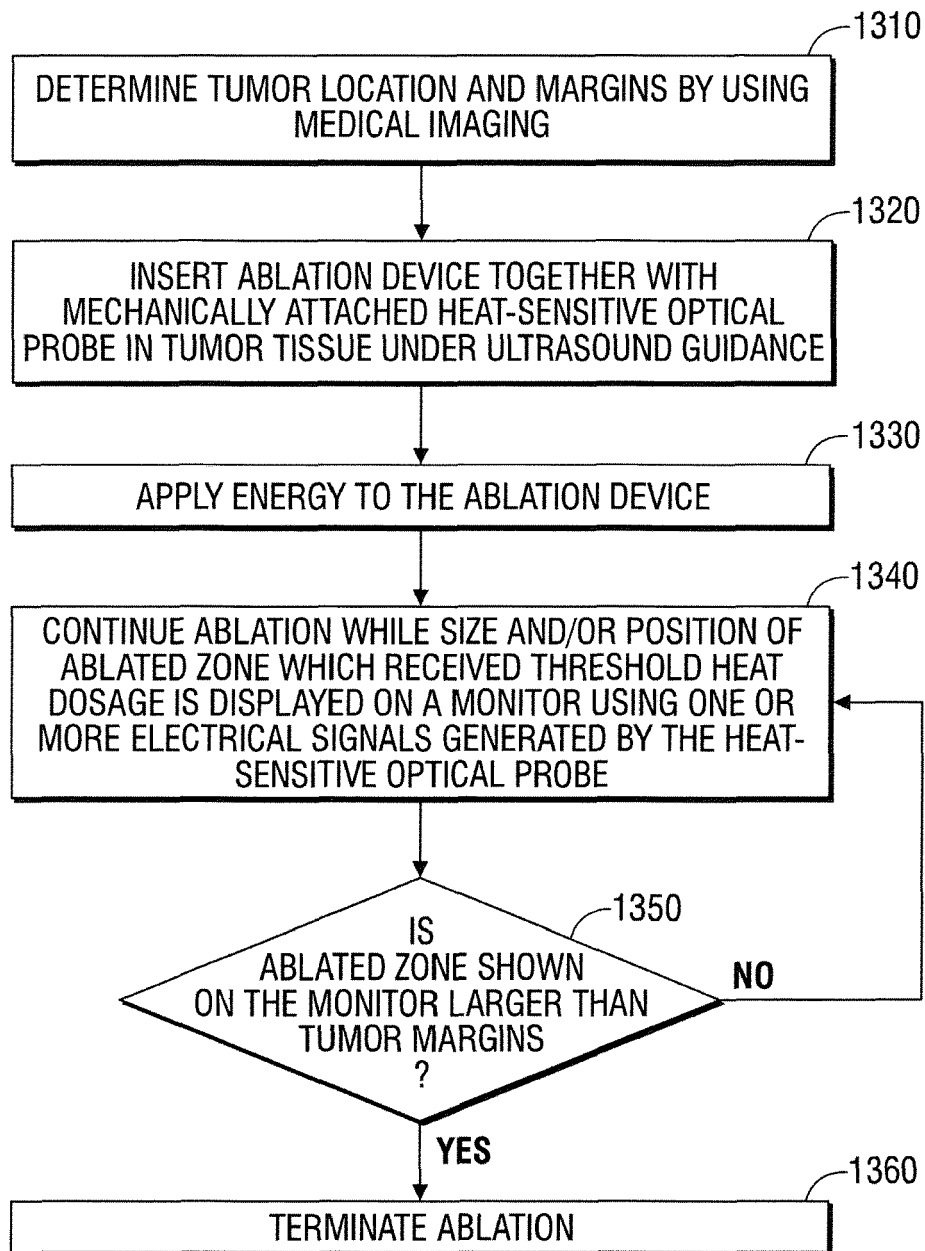 1310
DETERMINE TUMOR LOCATION AND MARGINS BY USING
MEDICAL IMAGING
1320
INSERT ABLATION DEVICE TOGETHER WITH
MECHANICALLY ATTACHED HEAT-SENSITIVE OPTICAL
PROBE IN TUMOR TISSUE UNDER ULTRASOUND GUIDANCE
1330
APPLY ENERGY TO THE ABLATION DEVICE
1340
CONTINUE ABLATION WHILE SIZE AND/OR POSITION OF
ABLATED ZONE WHICH RECEIVED THRESHOLD HEAT
DOSAGE IS DISPLAYED ON A MONITOR USING ONE OR
MORE ELECTRICAL SIGNALS GENERATED BY THE HEAT-
SENSITIVE OPTICAL PROBE
1350
IS
ABLATED ZONE SHOWN
ON THE MONITOR LARGER THAN
TUMOR MARGINS
?
NO
YES
1360
TERMINATE ABLATION